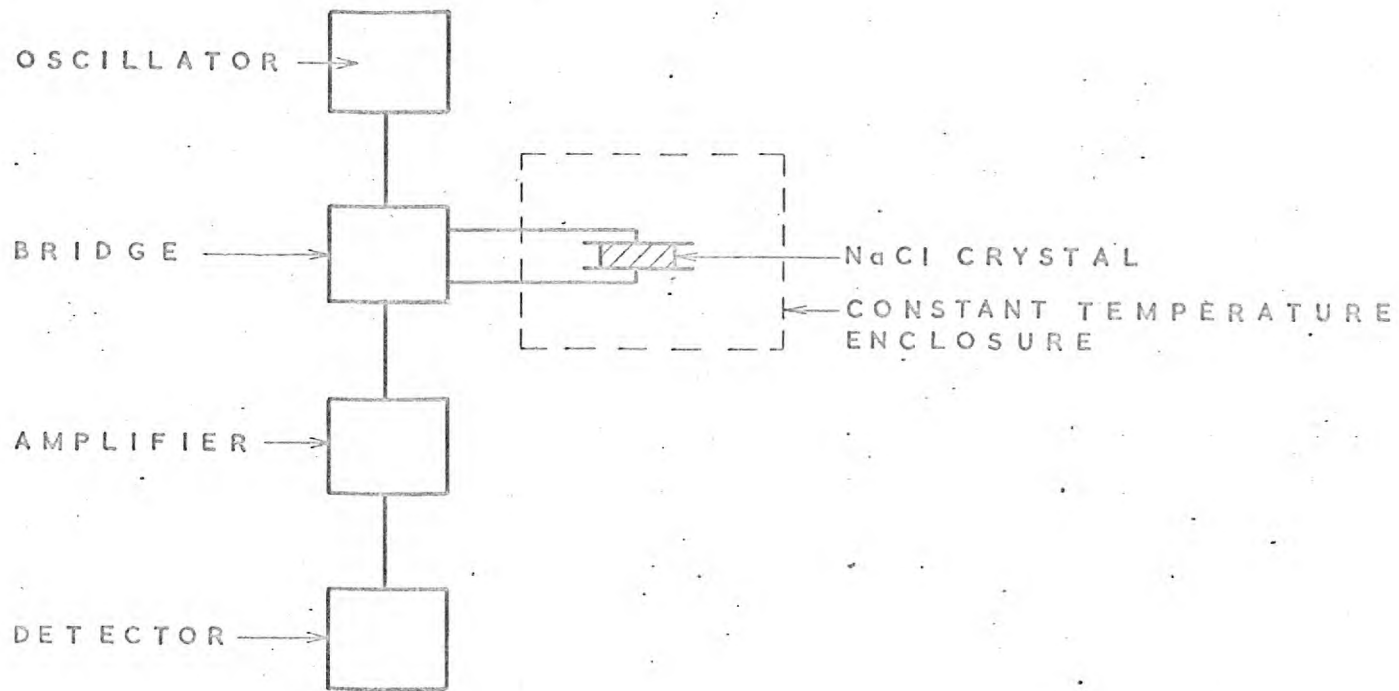 OSCILLATOR
BRIDGE
NaCl CRYSTAL
CONSTANT TEMPERATURE
ENCLOSURE
AMPLIFIER
DETECTOR